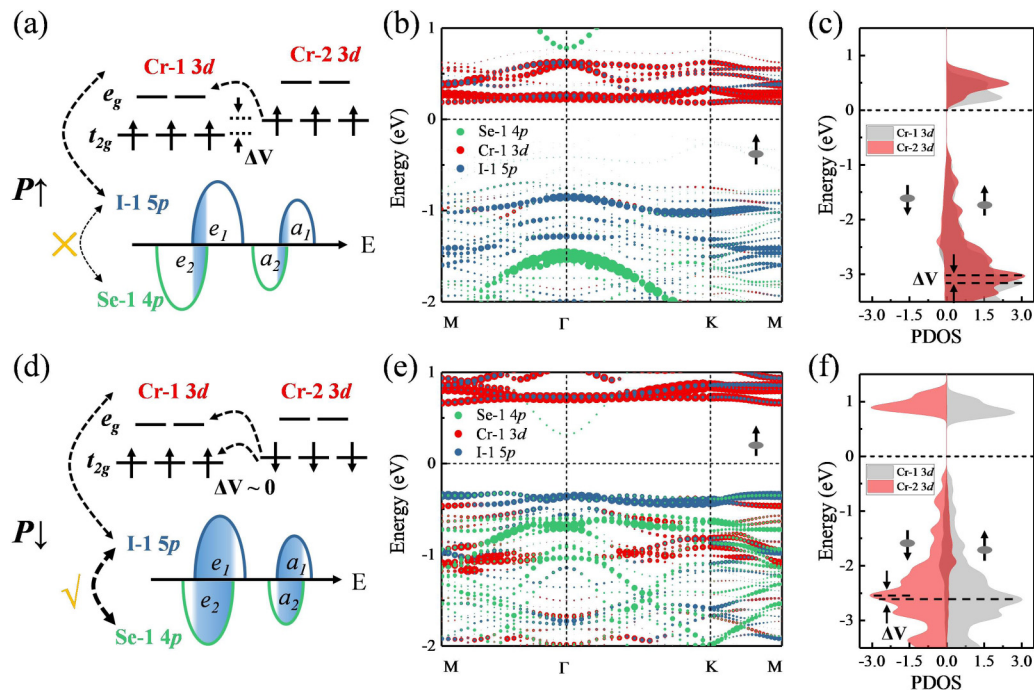 (a)
Cr-1 3d
Cr-2 3d
e_g
t_2g
ΔV
P↑
I-1 5p
e_1
a_1
E
e_2
a_2
Se-1 4p
(b)
Energy (eV)
1
0
-1
-2
Se-1 4p
Cr-1 3d
I-1 5p
M Γ K M
(c)
Energy (eV)
1
0
-1
-2
-3
Cr-1 3d
Cr-2 3d
ΔV
-3.0 -1.5 0.0 1.5 3.0
PDOS
(d)
Cr-1 3d
Cr-2 3d
e_g
t_2g
ΔV ~ 0
P↓
I-1 5p
e_1
a_1
E
e_2
a_2
√
Se-1 4p
(e)
Energy (eV)
1
0
-1
-2
Se-1 4p
Cr-1 3d
I-1 5p
M Γ K M
(f)
Energy (eV)
1
0
-1
-2
-3
Cr-1 3d
Cr-2 3d
ΔV
-3.0 -1.5 0.0 1.5 3.0
PDOS